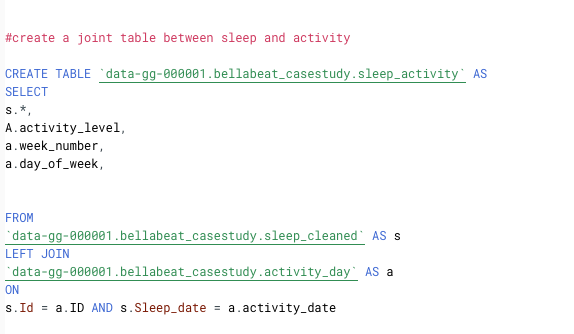 #create a joint table between sleep and activity
CREATE TABLE `data-gg-000001.bellabeat_casestudy.sleep_activity` AS
SELECT
s.*,
A.activity_level,
a.week_number,
a.day_of_week,
FROM
`data-gg-000001.bellabeat_casestudy.sleep_cleaned` AS s
LEFT JOIN
`data-gg-000001.bellabeat_casestudy.activity_day` AS a
ON
s.Id = a.ID AND s.Sleep_date = a.activity_date